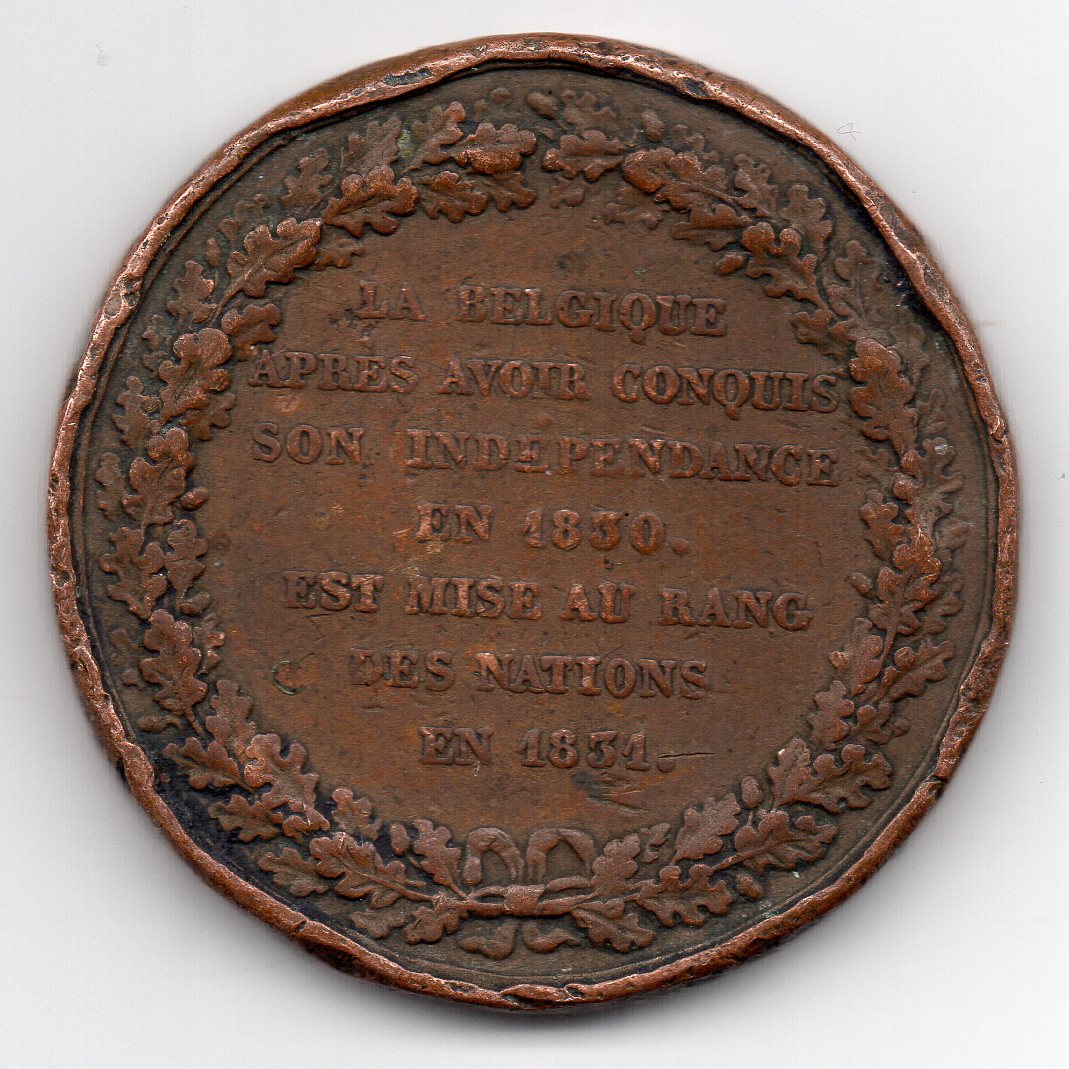 LA BELGIQUE
APRES AVOIR CONQUIS
SON INDEPENDANCE
EN 1830.
EST MISE AU RANG
DES NATIONS
EN 1831.